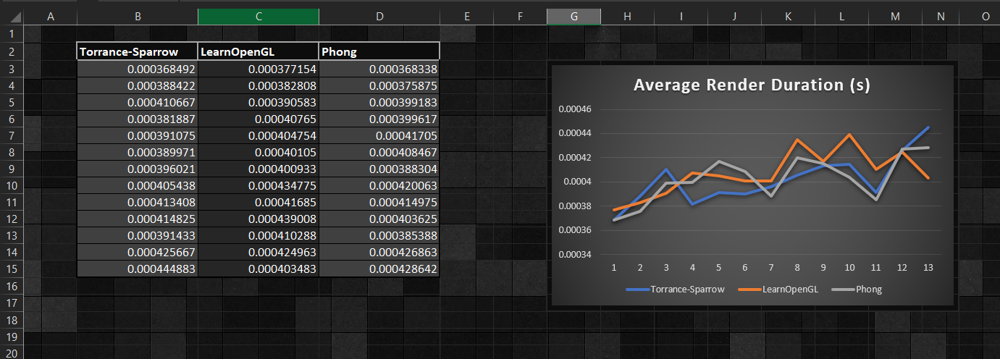 A B C D E F G H I J K L M N O
1
2 Torrance-Sparrow LearnOpenGL Phong
3 0.000368492 0.000377154 0.000368338
4 0.000388422 0.000382808 0.000375875
5 0.000410667 0.000390583 0.000399183
6 0.000381887 0.00040765 0.000399617
7 0.000391075 0.000404754 0.00041705
8 0.000389971 0.00040105 0.000408467
9 0.000396021 0.000400933 0.000388304
10 0.000405438 0.000434775 0.000420063
11 0.000413408 0.00041685 0.000414975
12 0.000414825 0.000439008 0.000403625
13 0.000391433 0.000410288 0.000385388
14 0.000425667 0.000424963 0.000426863
15 0.000444883 0.000403483 0.000428642
16
17
18
19
20
Average Render Duration (s)
0.00046
0.00044
0.00042
0.0004
0.00038
0.00036
0.00034
1 2 3 4 5 6 7 8 9 10 11 12 13
Torrance-Sparrow LearnOpenGL Phong